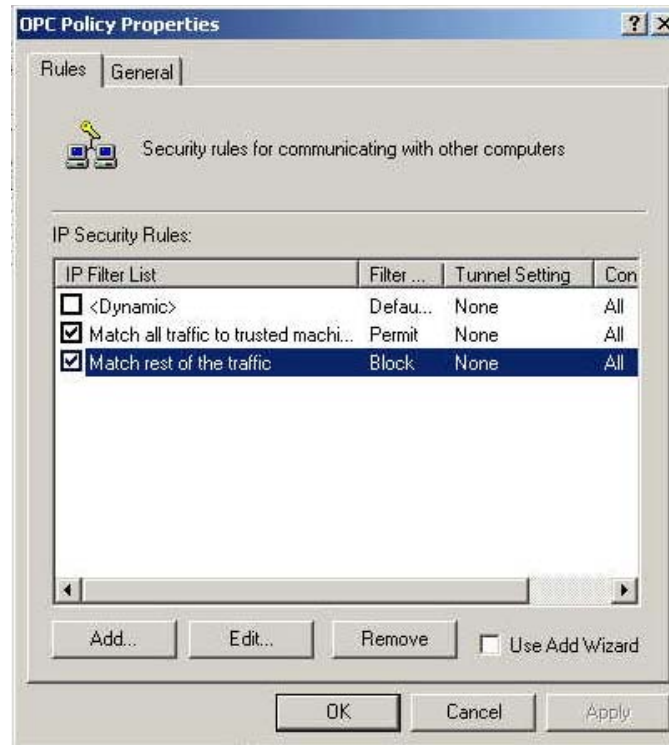 OPC Policy Properties
Rules General
Security rules for communicating with other computers
IP Security Rules:
IP Filter List Filter ... Tunnel Setting Con
<Dynamic> Defau... None All
Match all traffic to trusted machi... Permit None All
Match rest of the traffic Block None All
Add... Edit... Remove Use Add Wizard
OK Cancel Apply